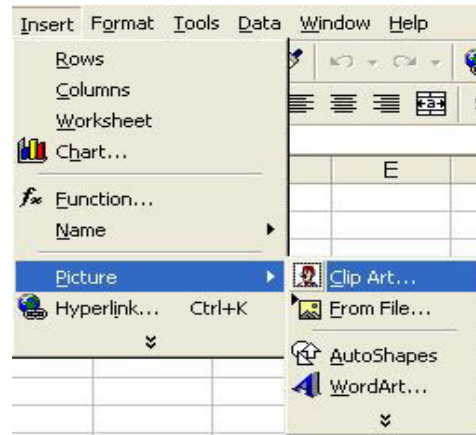 Insert Format Tools Data Window Help
Rows
Columns
Worksheet
Chart...
E
fx Function...
Name
Picture
Clip Art...
Hyperlink... Ctrl+K
From File...
AutoShapes
WordArt...